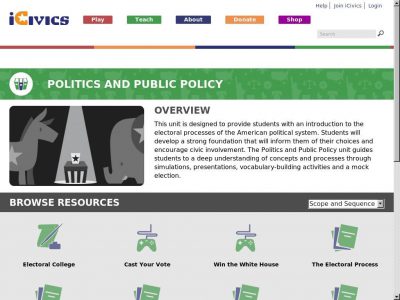 Help | Join iCivics | Login
iCivics
Play
Teach
About
Donate
Shop
Search
POLITICS AND PUBLIC POLICY
OVERVIEW
This unit is designed to provide students with an introduction to the
electoral processes of the American political system. Students will
develop a strong foundation that will inform them of their choices and
encourage civic involvement. The Politics and Public Policy unit guides
students to a deep understanding of concepts and processes through
simulations, presentations, vocabulary-building activities and a mock
election.
BROWSE RESOURCES
Scope and Sequence
Electoral College
Cast Your Vote
Win the White House
The Electoral Process